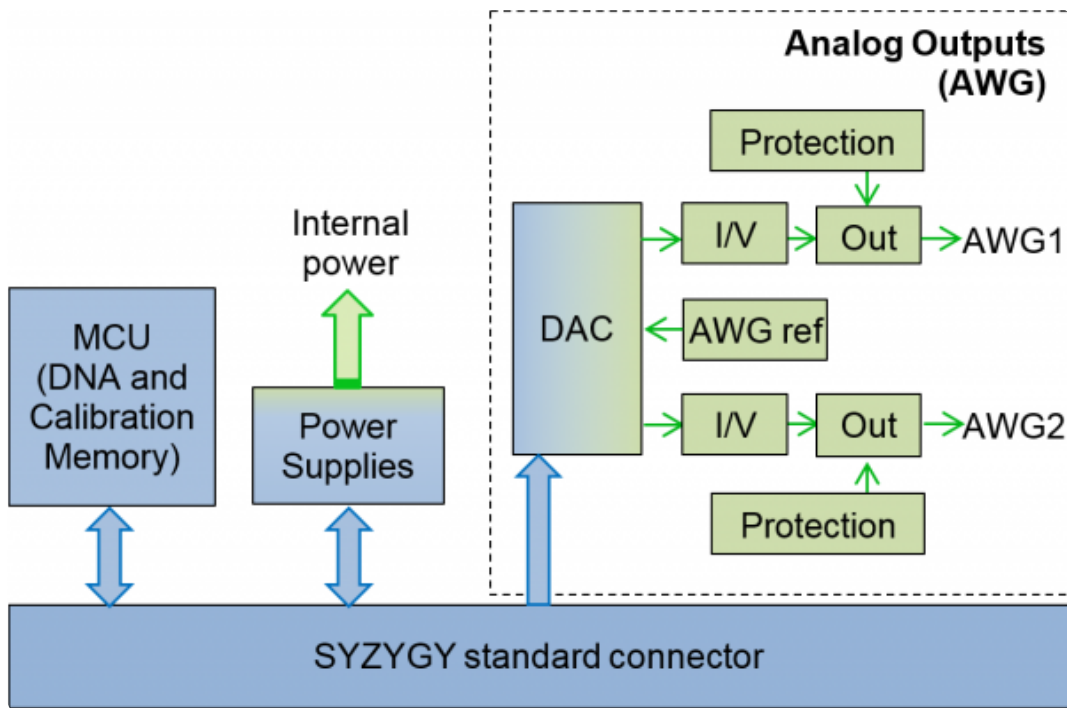 Analog Outputs
(AWG)
Protection
Internal
power
I/V
Out
AWG1
MCU
(DNA and
Calibration
Memory)
DAC
AWG ref
Power
Supplies
I/V
Out
AWG2
Protection
SYZYGY standard connector